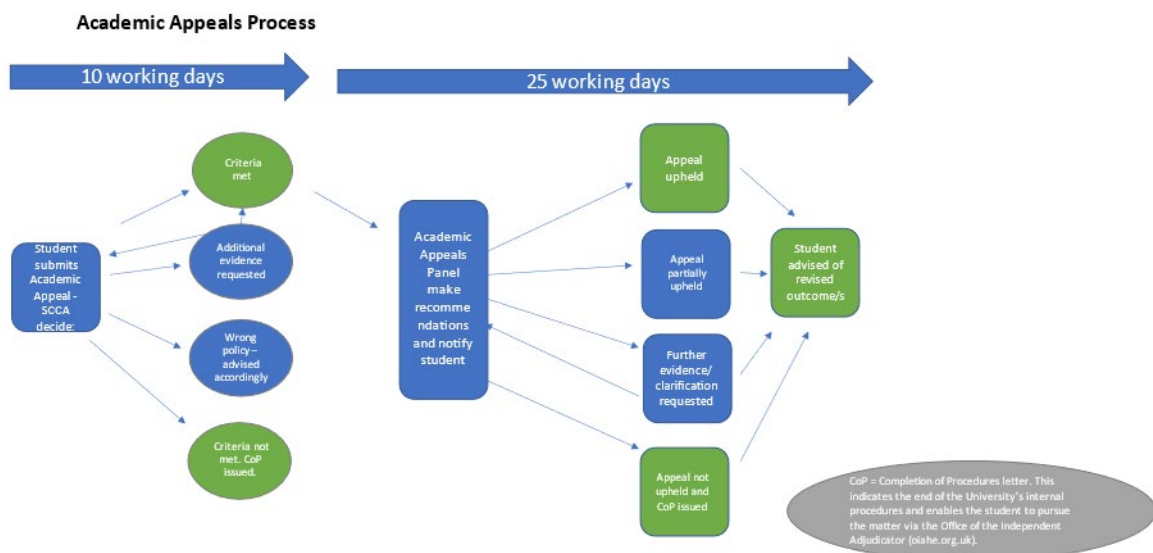 Academic Appeals Process
10 working days
25 working days
Criteria
met
Additional
evidence
requested
Student
submits
Academic
Appeal -
SCCA
decide:
Wrong
policy –
advised
accordingly
Criteria not
met. CoP
issued.
Academic
Appeals
Panel
make
recomme
ndations
and notify
student
Appeal
upheld
Appeal
partially
upheld
Further
evidence/
clarification
requested
Appeal not
upheld and
CoP issued
Student
advised of
revised
outcome/s
CoP = Completion of Procedures letter. This
indicates the end of the University's internal
procedures and enables the student to pursue
the matter via the Office of the Independent
Adjudicator (oiahe.org.uk).